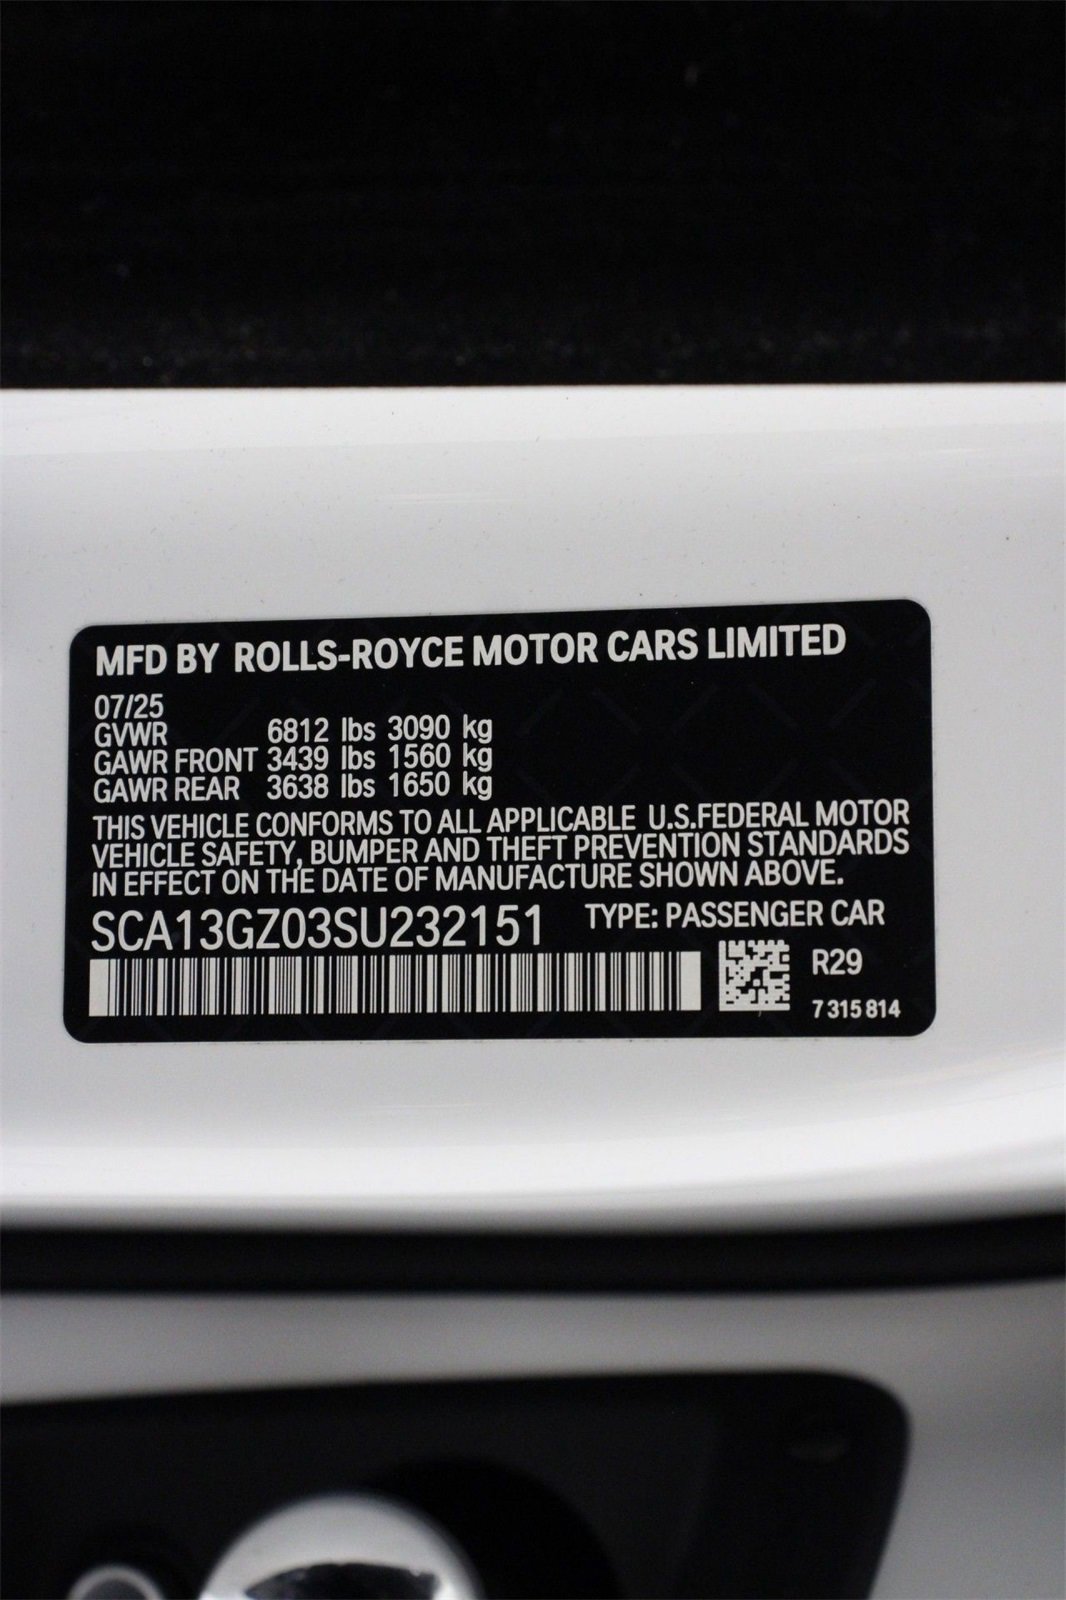 MFD BY ROLLS-ROYCE MOTOR CARS LIMITED
07/25
GVWR 6812 lbs 3090 kg
GAWR FRONT 3439 lbs 1560 kg
GAWR REAR 3638 lbs 1650 kg
THIS VEHICLE CONFORMS TO ALL APPLICABLE U.S.FEDERAL MOTOR
VEHICLE SAFETY, BUMPER AND THEFT PREVENTION STANDARDS
IN EFFECT ON THE DATE OF MANUFACTURE SHOWN ABOVE.
SCA13GZ03SU232151 TYPE: PASSENGER CAR
R29
7 315 814